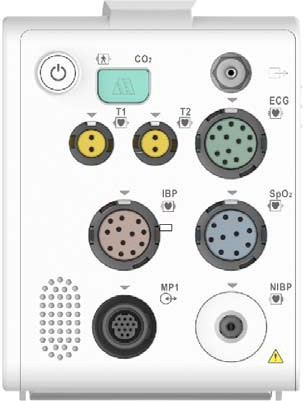 CO₂
ECG
T1
T2
IBP
SpO₂
MP1
NIBP